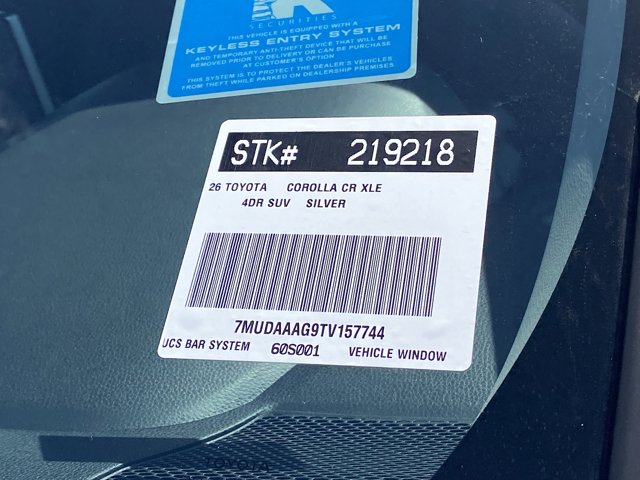 SECURITIES
THIS VEHICLE IS EQUIPPED WITH A
KEYLESS ENTRY SYSTEM
AND TEMPORARY ANTI-THEFT DEVICE THAT WILL BE
REMOVED PRIOR TO DELIVERY OR CAN BE PURCHASE
AT CUSTOMER'S OPTION
THIS SYSTEM IS TO PROTECT THE DEALER'S VEHICLES
FROM THEFT WHILE PARKED ON DEALERSHIP PREMISES
STK# 219218
26 TOYOTA COROLLA CR XLE
4DR SUV SILVER
7MUDAAAG9TV157744
UCS BAR SYSTEM 60S001 VEHICLE WINDOW
TOYOTA